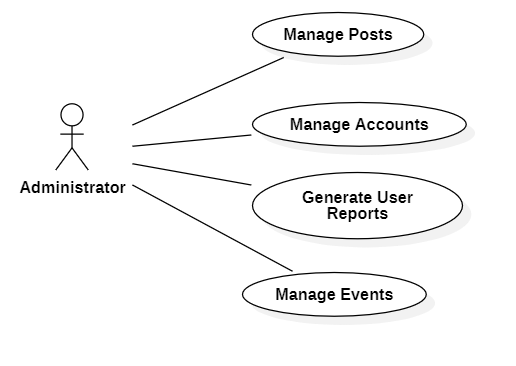 Manage Posts
Manage Accounts
Administrator
Generate User
Reports
Manage Events